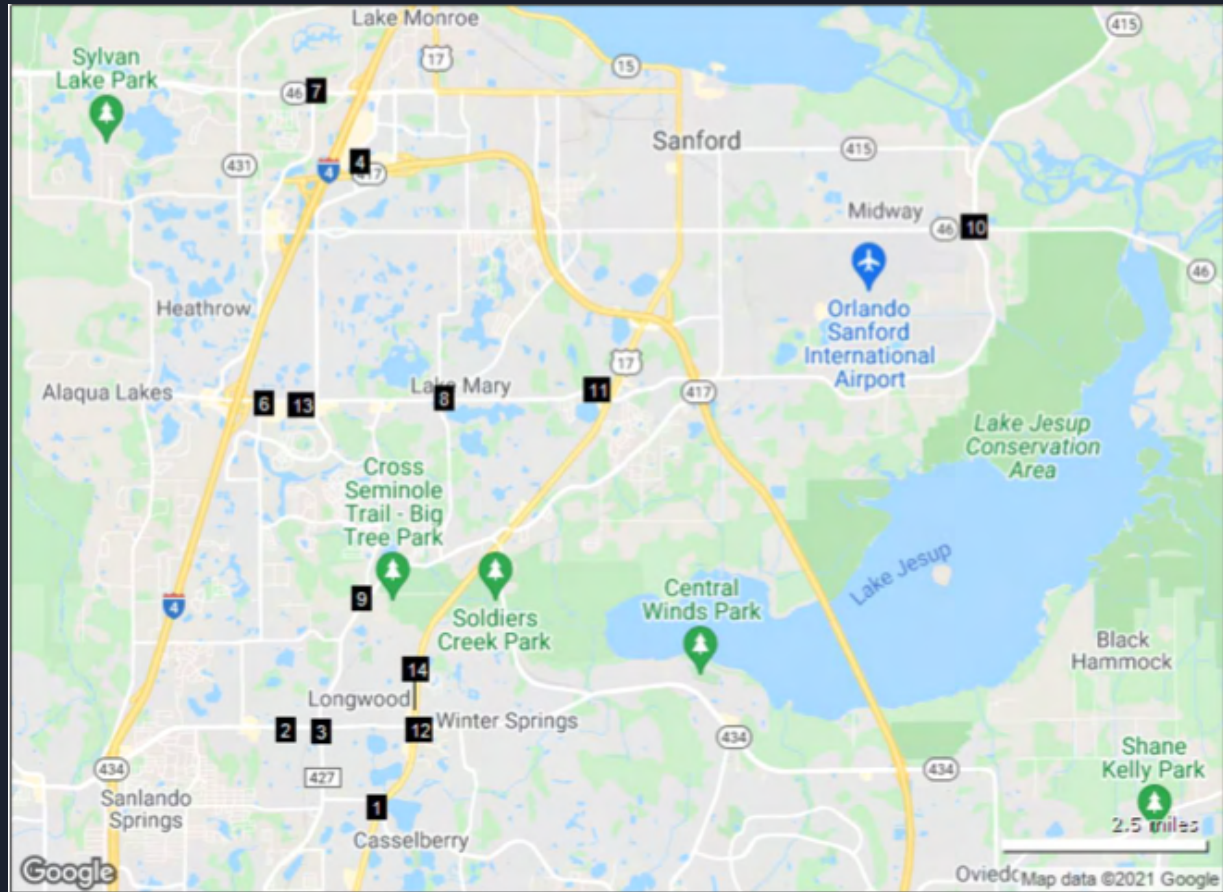 Lake Monroe
415
17
15
Sylvan
Lake Park
46
7
Sanford
415
431
4
4
417
Midway
46
10
46
Heathrow
Orlando
Sanford
International
Airport
17
Alaqua Lakes
6
13
Lake Mary
8
11
417
Lake Jesup
Conservation
Area
Cross
Seminole
Trail - Big
Tree Park
Lake Jesup
9
4
Soldiers
Creek Park
Central
Winds Park
Black
Hammock
14
Longwood
2
3
12
Winter Springs
434
434
427
434
Shane
Kelly Park
Sanlando
Springs
1
Casselberry
2.5 miles
Google
Oviedo
Map data ©2021 Google